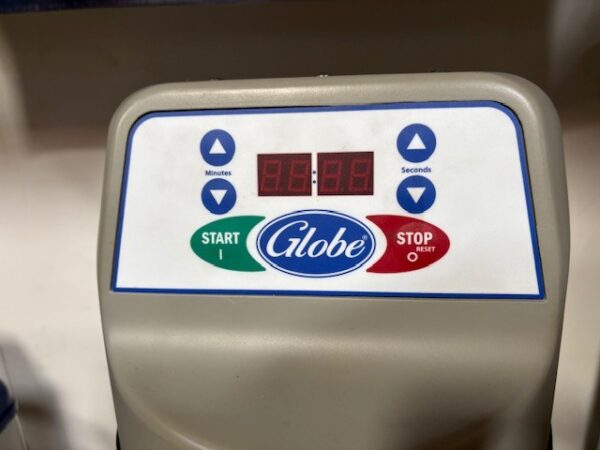 Minutes
Seconds
START
I
Globe®
STOP
RESET
O